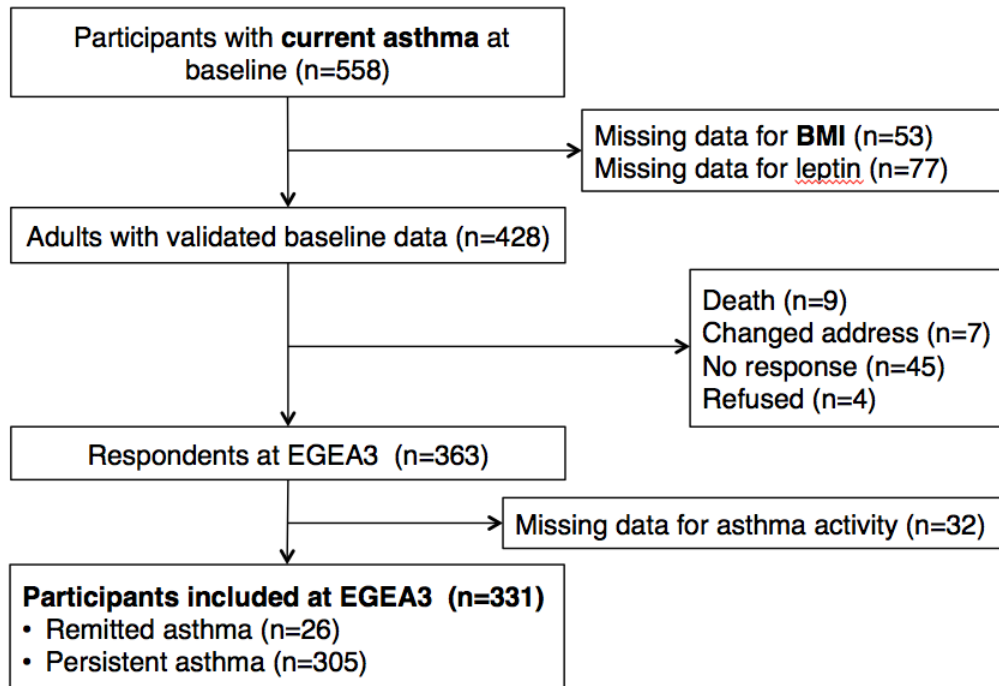 Participants with current asthma at
baseline (n=558)
Missing data for BMI (n=53)
Missing data for leptin (n=77)
Adults with validated baseline data (n=428)
Death (n=9)
Changed address (n=7)
No response (n=45)
Refused (n=4)
Respondents at EGEA3 (n=363)
Missing data for asthma activity (n=32)
Participants included at EGEA3 (n=331)
• Remitted asthma (n=26)
• Persistent asthma (n=305)